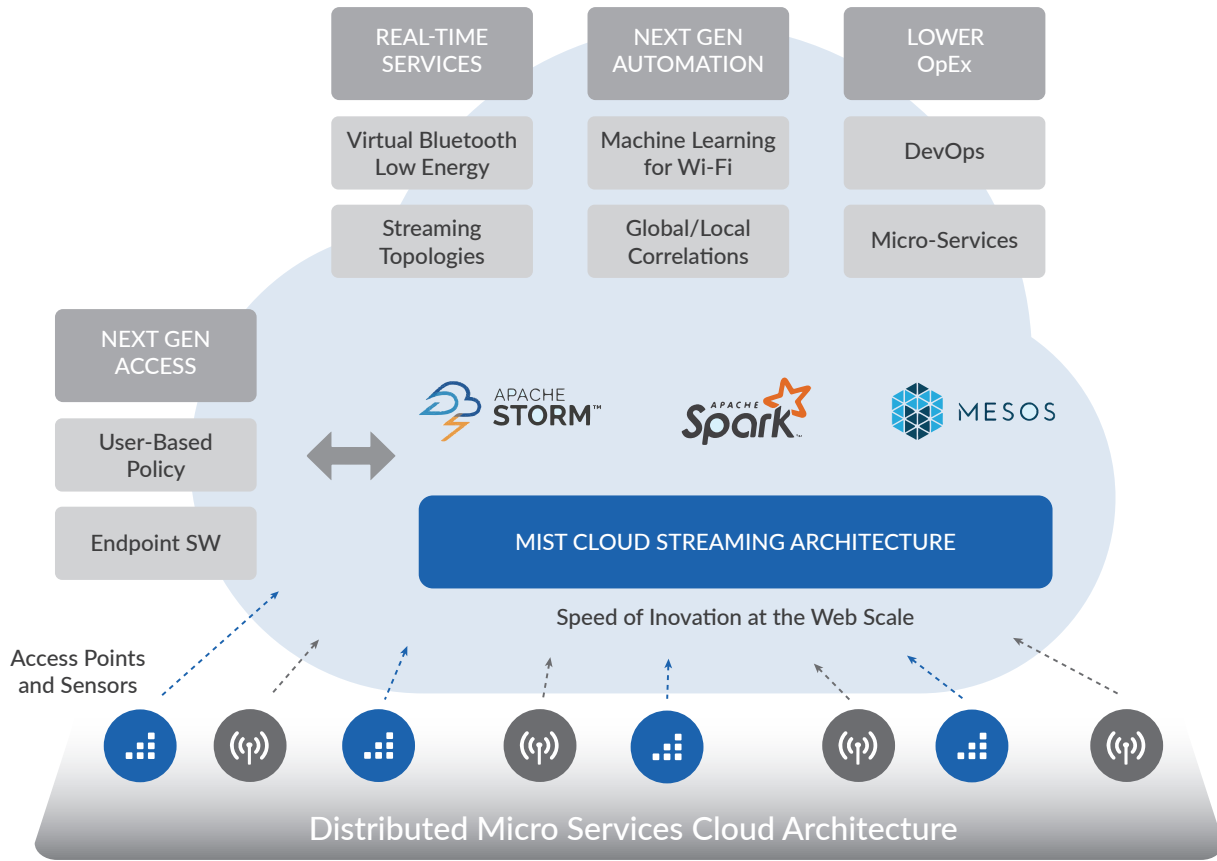 REAL-TIME
SERVICES
NEXT GEN
AUTOMATION
LOWER
OpEx
Virtual Bluetooth
Low Energy
Machine Learning
for Wi-Fi
DevOps
Streaming
Topologies
Global/Local
Correlations
Micro-Services
NEXT GEN
ACCESS
User-Based
Policy
Endpoint SW
APACHE
STORM™
APACHE
Spark™
MESOS
MIST CLOUD STREAMING ARCHITECTURE
Speed of Inovation at the Web Scale
Access Points
and Sensors
Distributed Micro Services Cloud Architecture